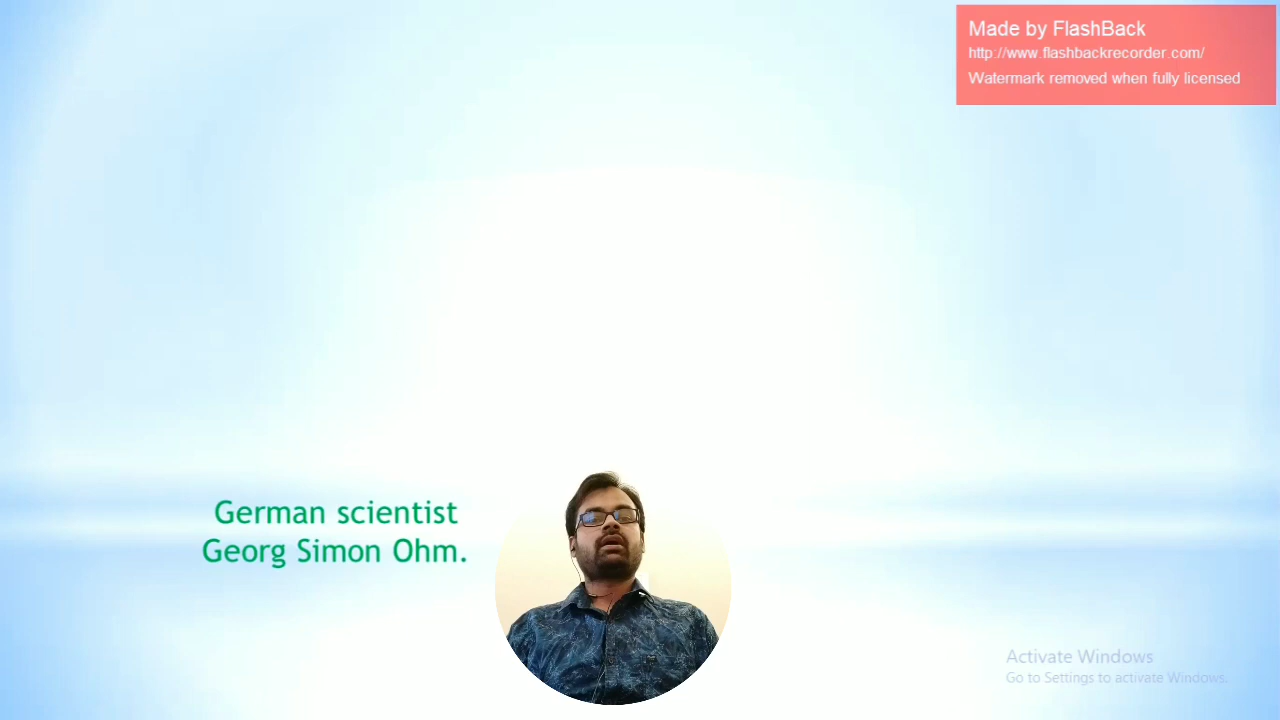 Made by FlashBack
http://www.flashbackrecorder.com/
Watermark removed when fully licensed
German scientist
Georg Simon Ohm.
Activate Windows
Go to Settings to activate Windows.